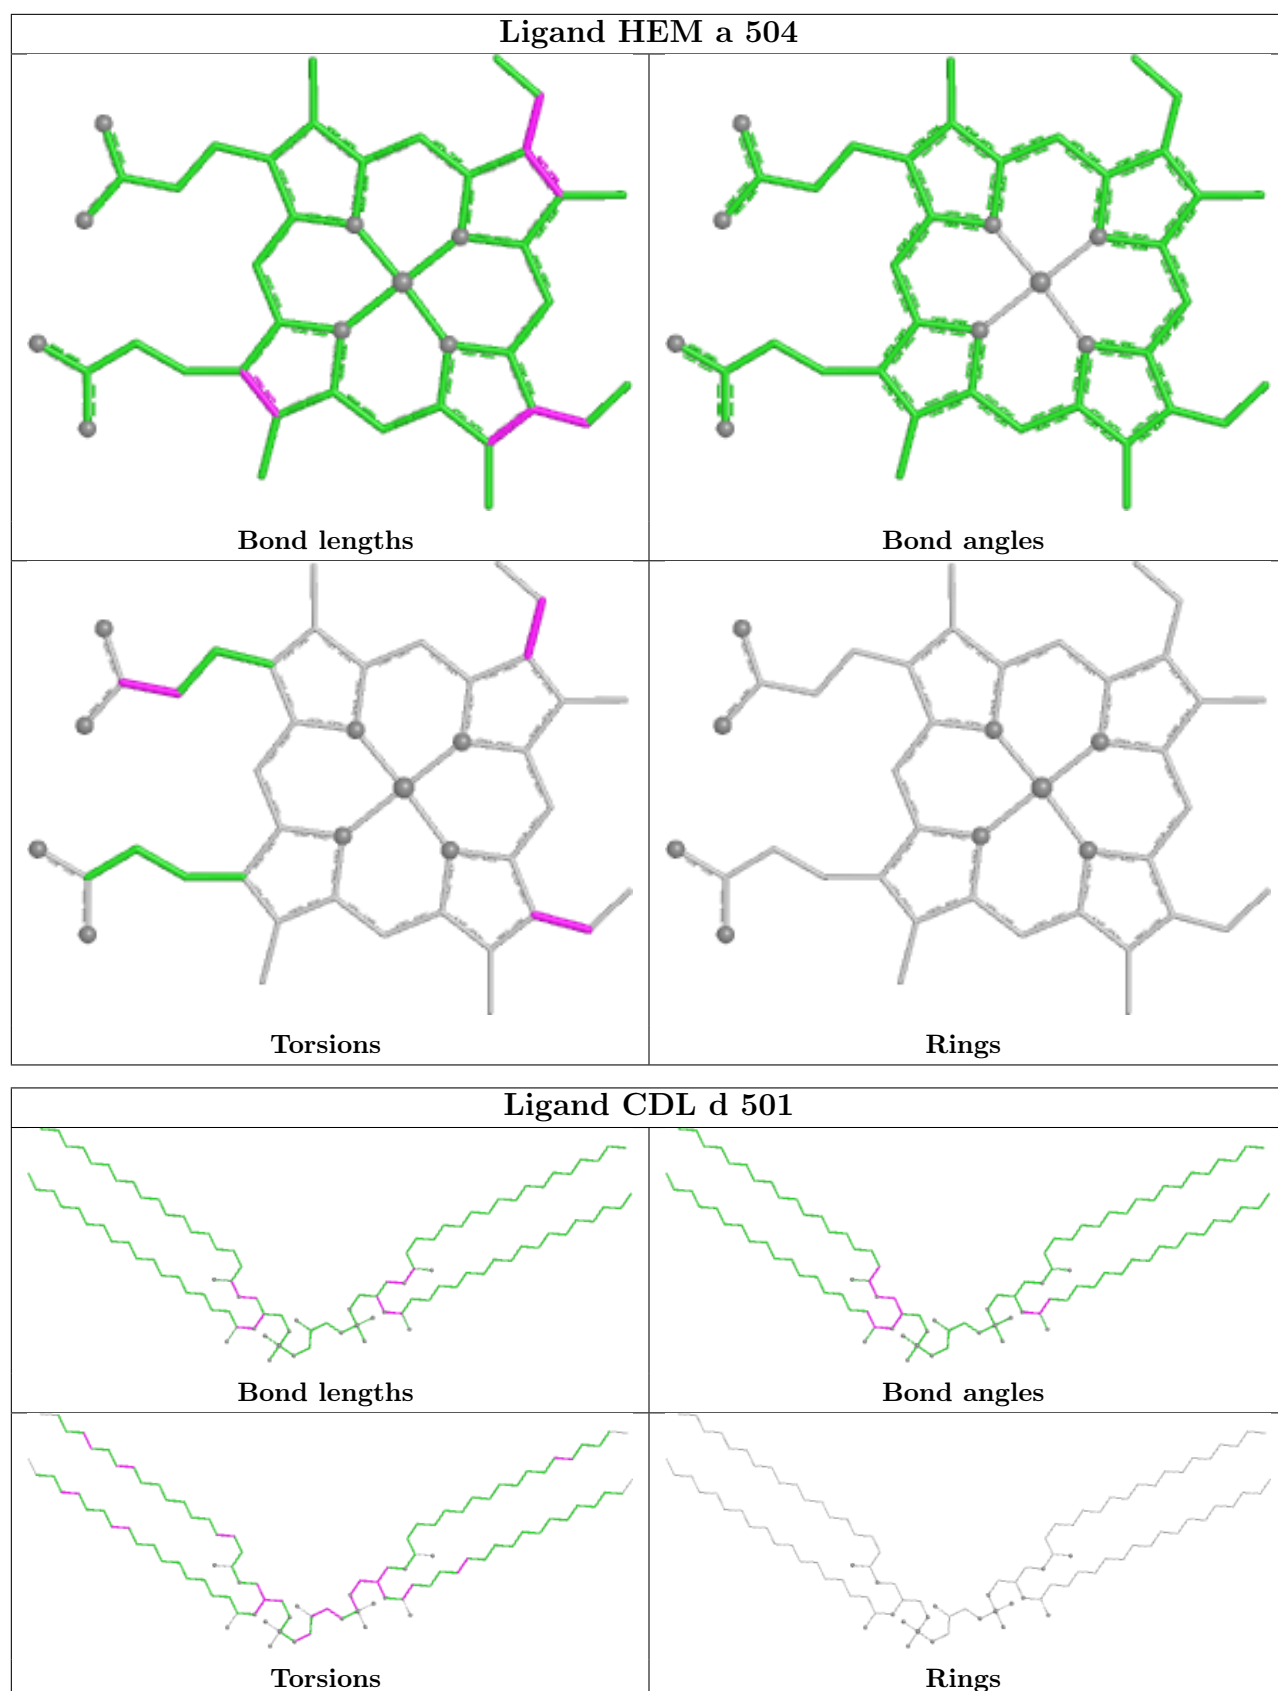 Ligand HEM a 504
Bond lengths
Bond angles
Torsions
Rings
Ligand CDL d 501
Bond lengths
Bond angles
Torsions
Rings